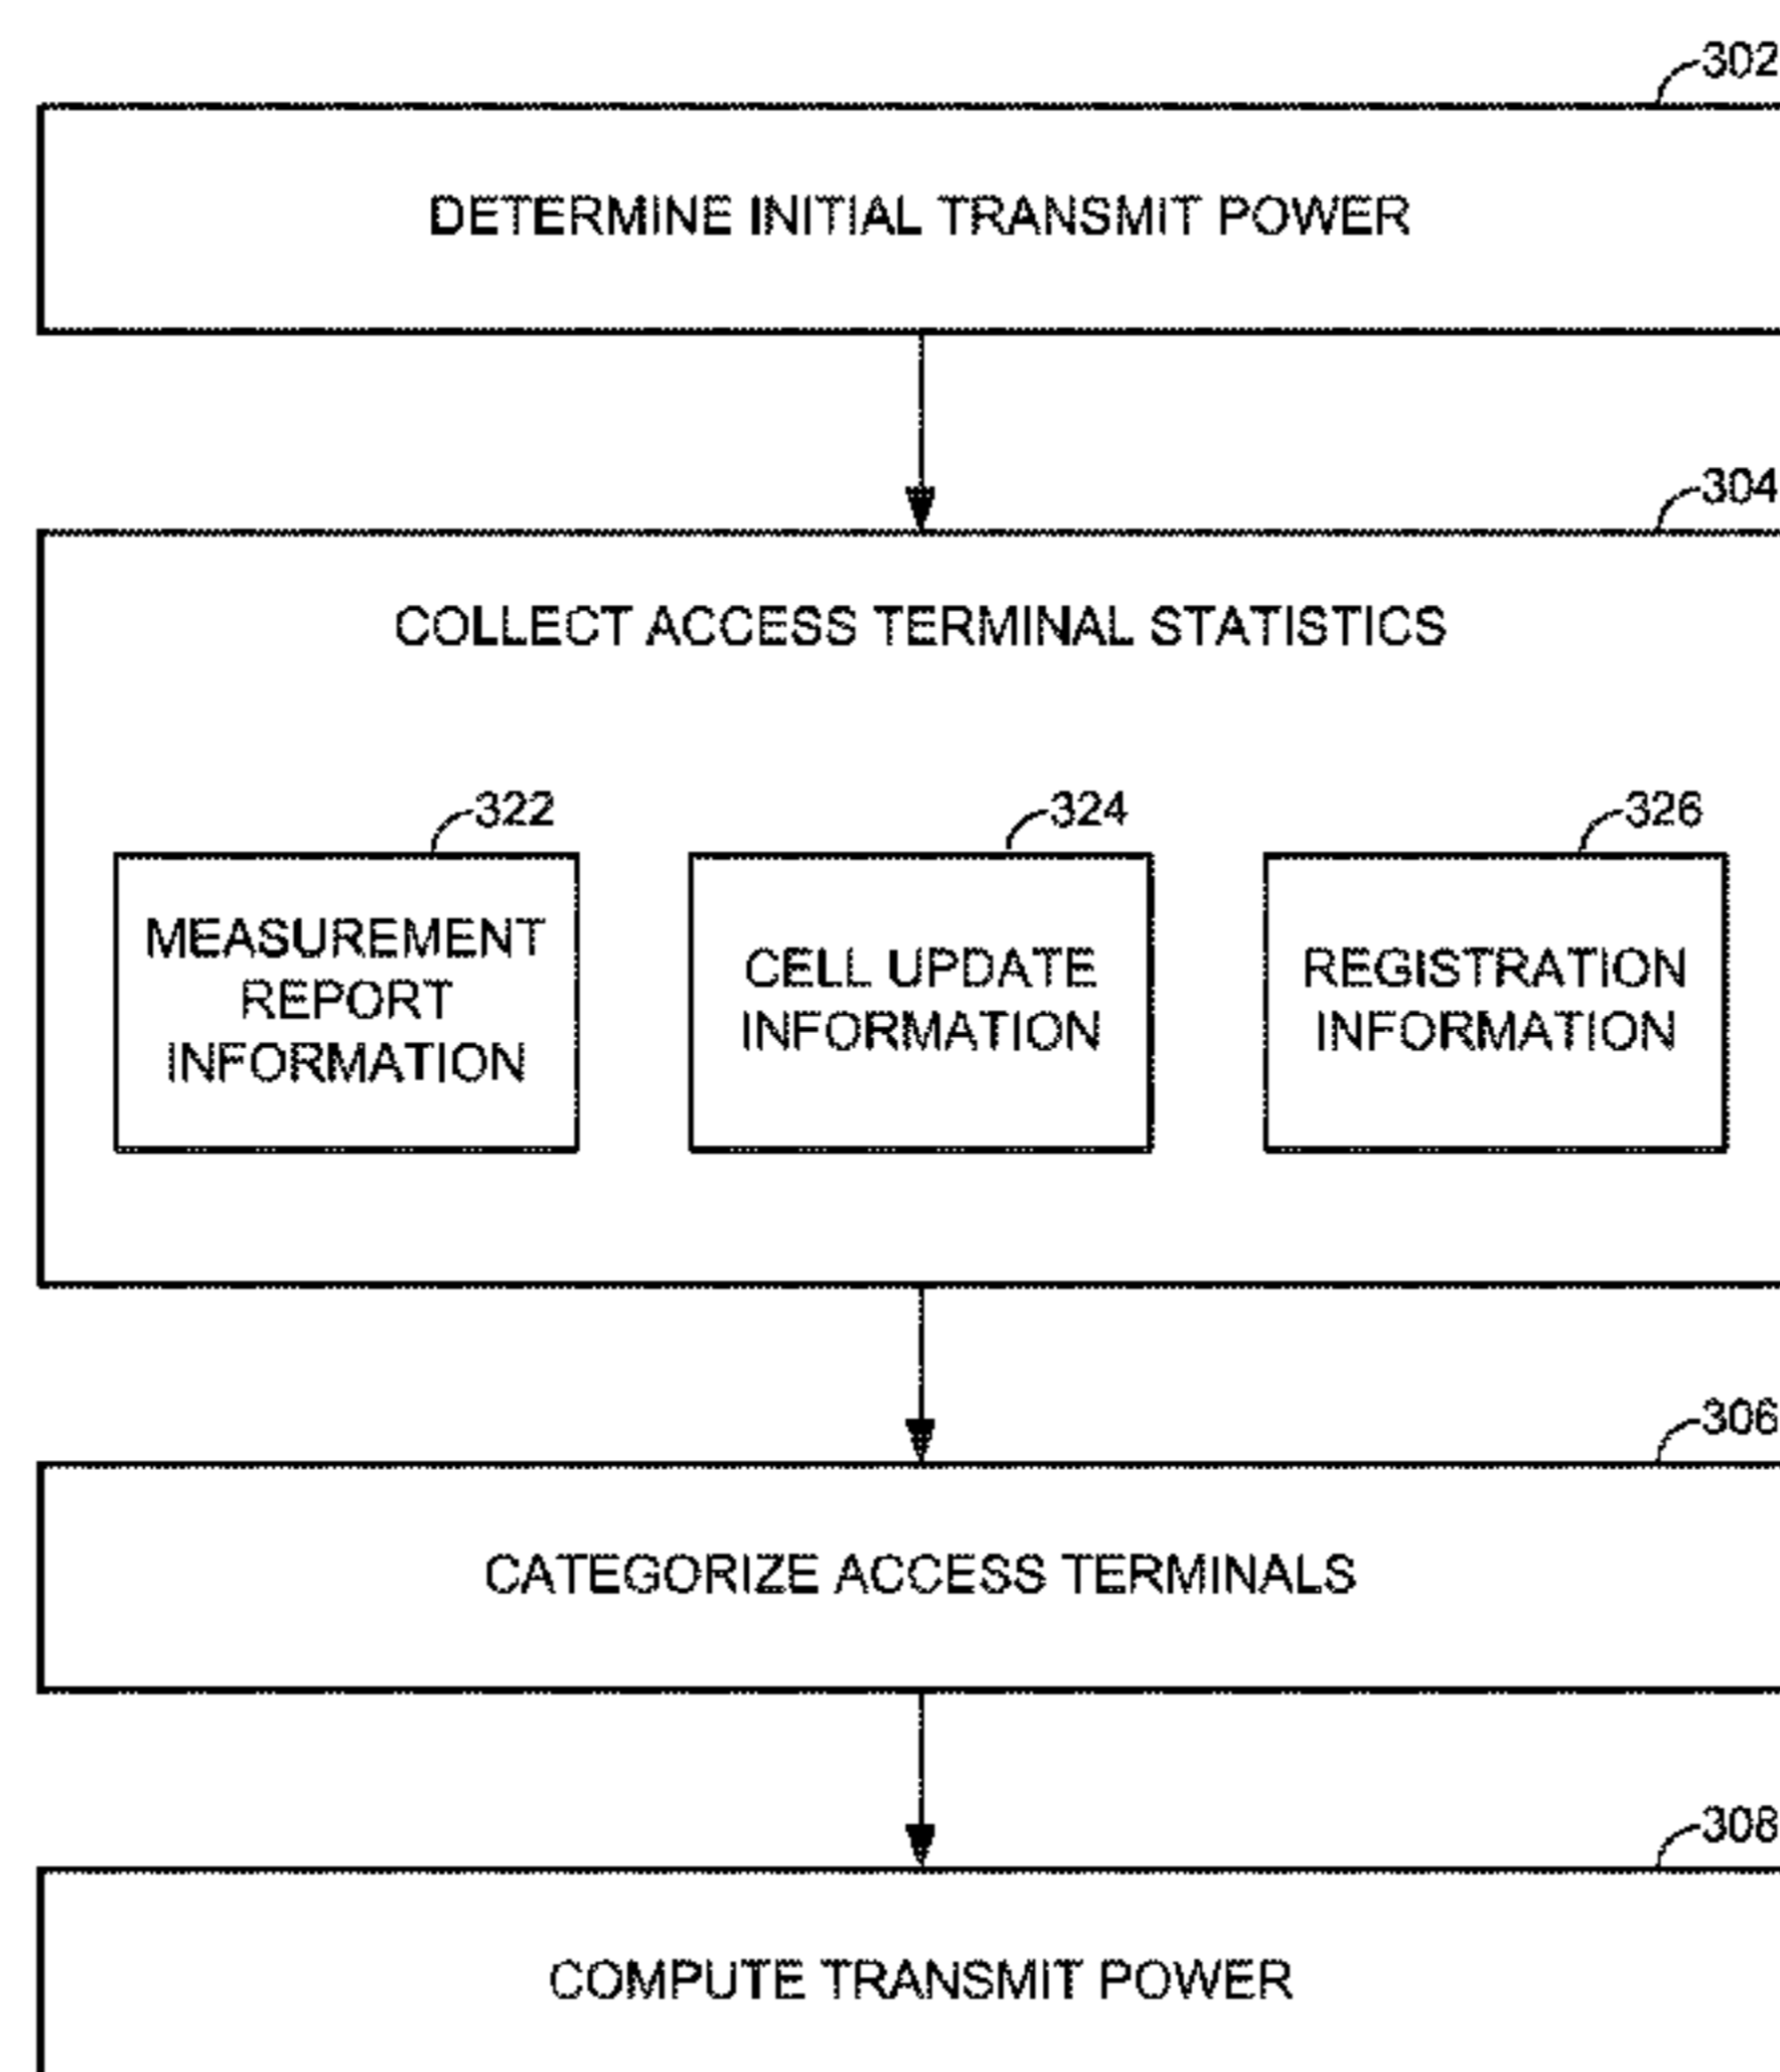 302
DETERMINE INITIAL TRANSMIT POWER
304
COLLECT ACCESS TERMINAL STATISTICS
322
MEASUREMENT
REPORT
INFORMATION
324
CELL UPDATE
INFORMATION
326
REGISTRATION
INFORMATION
306
CATEGORIZE ACCESS TERMINALS
308
COMPUTE TRANSMIT POWER